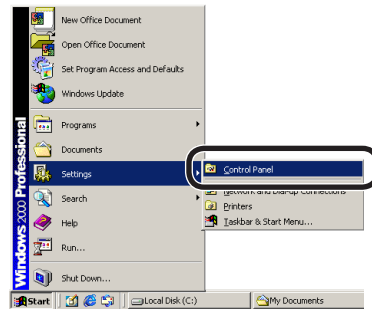 New Office Document
Open Office Document
Set Program Access and Defaults
Windows Update
Programs
Documents
Settings
Search
Help
Run...
Shut Down...
Windows 2000 Professional
Control Panel
Network and Dial-up Connections
Printers
Taskbar & Start Menu...
Start
Local Disk (C:)
My Documents